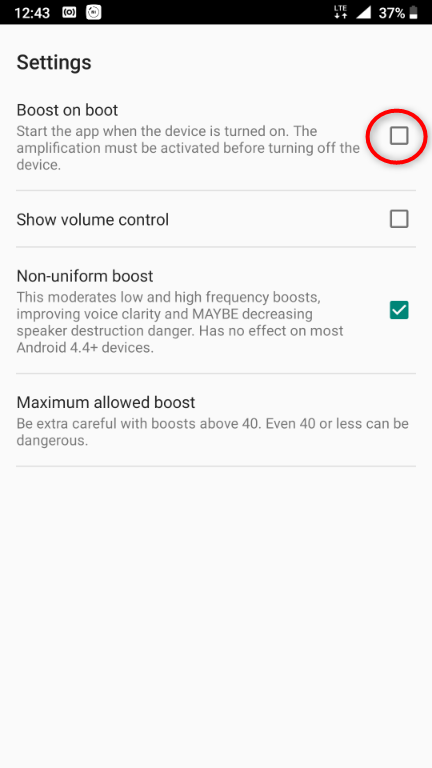 12:43 LTE 37%
Settings
Boost on boot
Start the app when the device is turned on. The
amplification must be activated before turning off the
device.
Show volume control
Non-uniform boost
This moderates low and high frequency boosts,
improving voice clarity and MAYBE decreasing
speaker destruction danger. Has no effect on most
Android 4.4+ devices.
Maximum allowed boost
Be extra careful with boosts above 40. Even 40 or less can be
dangerous.